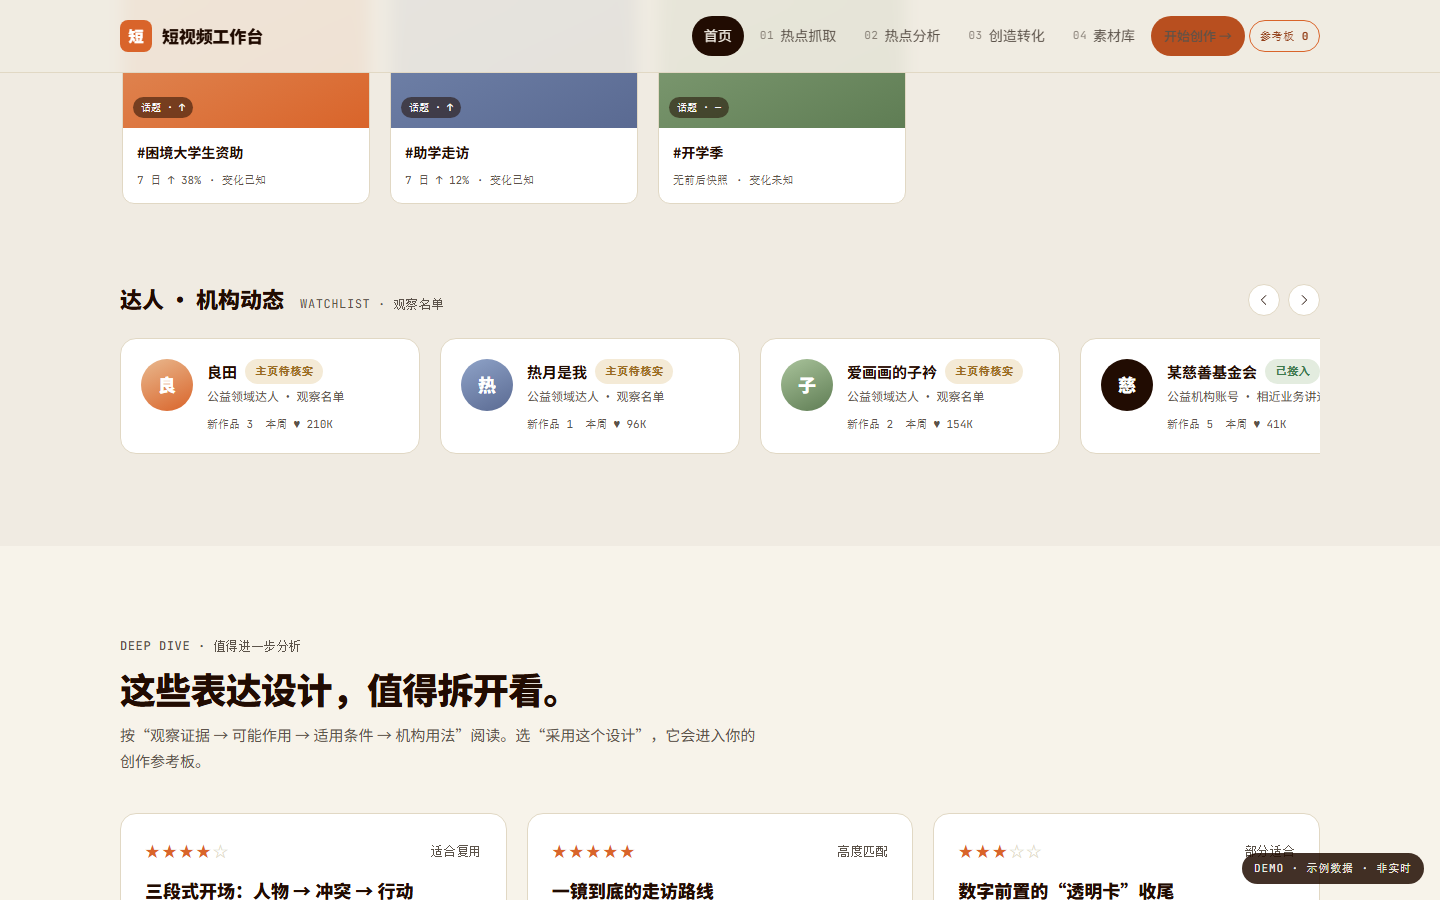 短 短视频工作台 首页 01 热点抓取 02 热点分析 03 创造转化 04 素材库 开始创作 → 参考板 0
话题 · ↑ 话题 · ↑ 话题 · —
#困境大学生资助 #助学走访 #开学季
7 日 ↑ 38% · 变化已知 7 日 ↑ 12% · 变化已知 无前后快照 · 变化未知
达人 · 机构动态 WATCHLIST · 观察名单
良 良田 主页待核实 热 热月是我 主页待核实 子 爱画画的子衿 主页待核实 慈 某慈善基金会 已接入
公益领域达人 · 观察名单 公益领域达人 · 观察名单 公益领域达人 · 观察名单 公益机构账号 · 相近业务讲
新作品 3 本周 ♥ 210K 新作品 1 本周 ♥ 96K 新作品 2 本周 ♥ 154K 新作品 5 本周 ♥ 41K
DEEP DIVE · 值得进一步分析
这些表达设计，值得拆开看。
按“观察证据 → 可能作用 → 适用条件 → 机构用法”阅读。选“采用这个设计”，它会进入你的
创作参考板。
★★★★☆ 适合复用 ★★★★★ 高度匹配 ★★★☆☆ 部分适合
三段式开场：人物 → 冲突 → 行动 一镜到底的走访路线 数字前置的“透明卡”收尾
DEMO · 示例数据 · 非实时